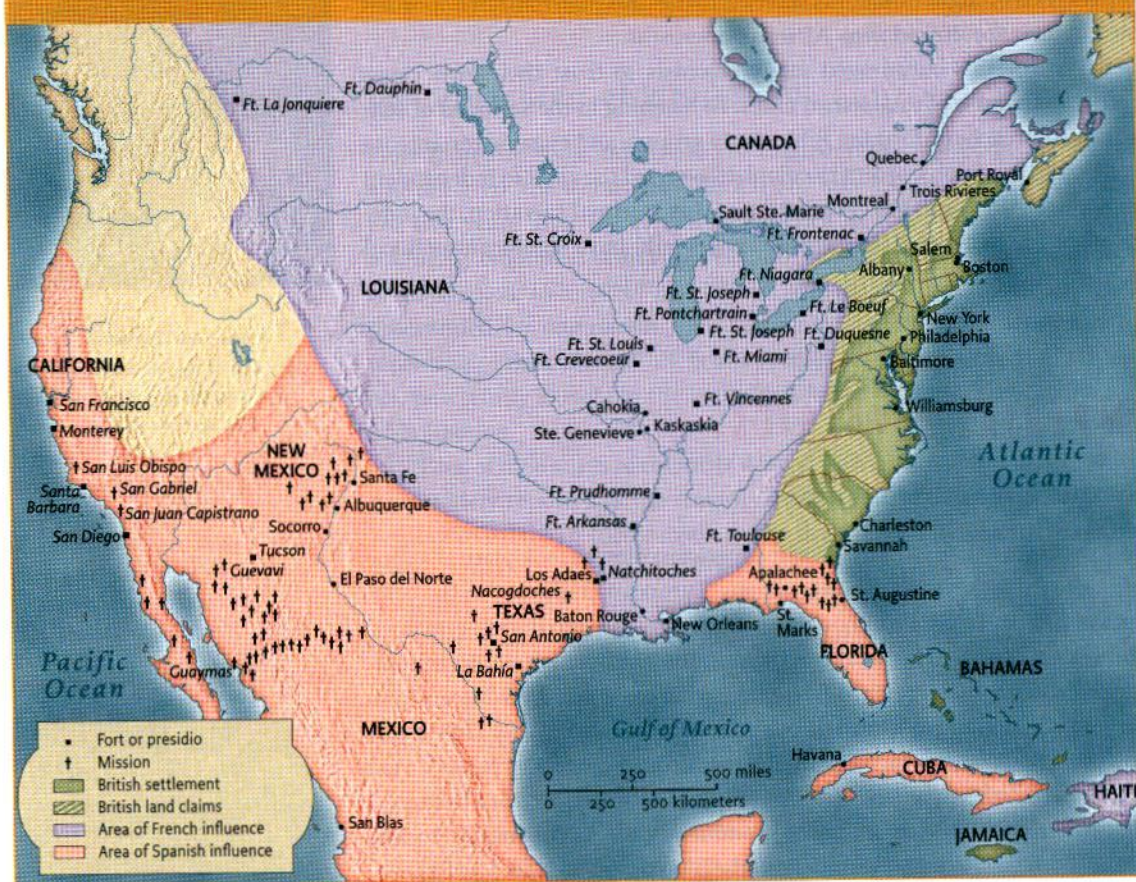 Ft. La Jonquiere
Ft. Dauphin
CANADA
Quebec
Port Royal
Trois Rivieres
Montreal
Sault Ste. Marie
Ft. Frontenac
Ft. St. Croix
Salem
Boston
Albany
Ft. Niagara
LOUISIANA
Ft. St. Joseph
Ft. Le Boeuf
Ft. Pontchartrain
New York
Ft. St. Joseph
Ft. Duquesne
Philadelphia
Ft. St. Louis
Ft. Miami
Ft. Crevecoeur
Baltimore
CALIFORNIA
San Francisco
Cahokia
Ft. Vincennes
Williamsburg
Monterey
Ste. Genevieve
Kaskaskia
NEW
MEXICO
Atlantic
Ocean
San Luis Obispo
Santa Fe
Santa
Barbara
San Gabriel
Ft. Prudhomme
Albuquerque
San Juan Capistrano
Socorro
Ft. Arkansas
Charleston
San Diego
Ft. Toulouse
Savannah
Tucson
Guevavi
El Paso del Norte
Los Adaes
Natchitoches
Apalachee
Nacogdoches
St. Augustine
TEXAS
Baton Rouge
New Orleans
St.
Marks
San Antonio
FLORIDA
Pacific
Ocean
Guaymas
La Bahía
BAHAMAS
MEXICO
Gulf of Mexico
Fort or presidio
Mission
British settlement
British land claims
Area of French influence
Area of Spanish influence
0 250 500 miles
0 250 500 kilometers
Havana
CUBA
HAITI
San Blas
JAMAICA